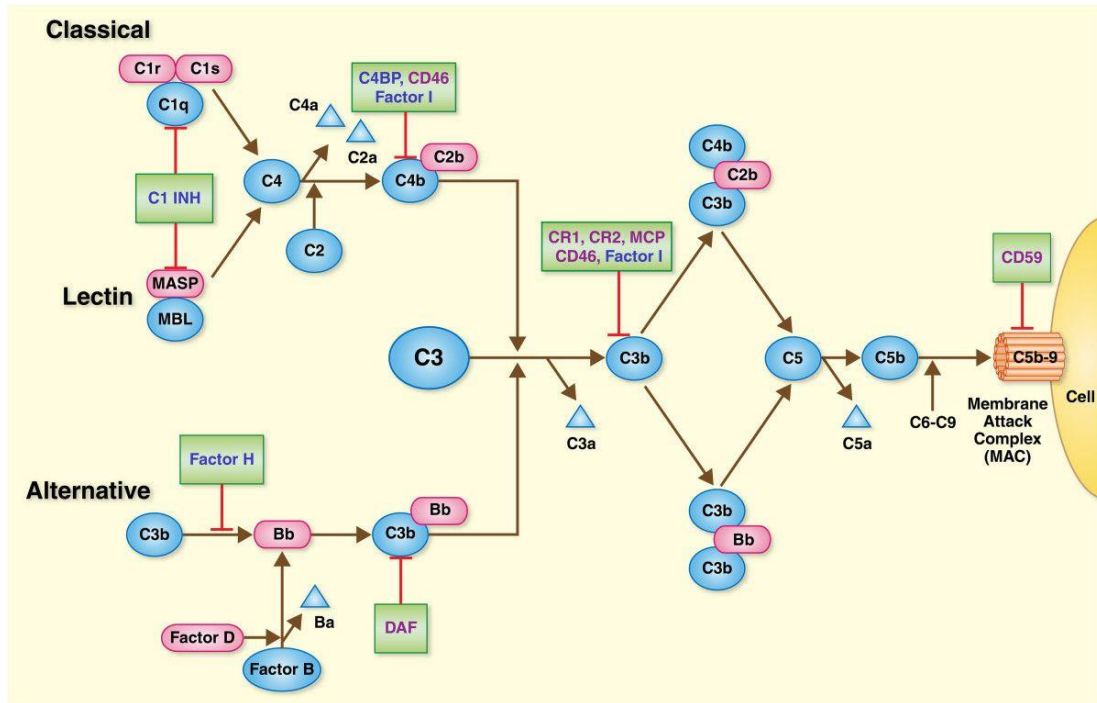 Classical
C1r
C1s
C1q
C4BP, CD46
Factor I
C4a
C2a
C2b
C4
C4b
C1 INH
C2
MASP
MBL
Lectin
C4b
C2b
C3b
CR1, CR2, MCP
CD46, Factor I
CD59
C3
C3b
C3a
C5
C5b
C5a
C6-C9
C5b-9
Cell
Membrane
Attack
Complex
(MAC)
Factor H
Alternative
C3b
Bb
C3b
Bb
Factor D
Ba
Factor B
DAF
C3b
Bb
C3b